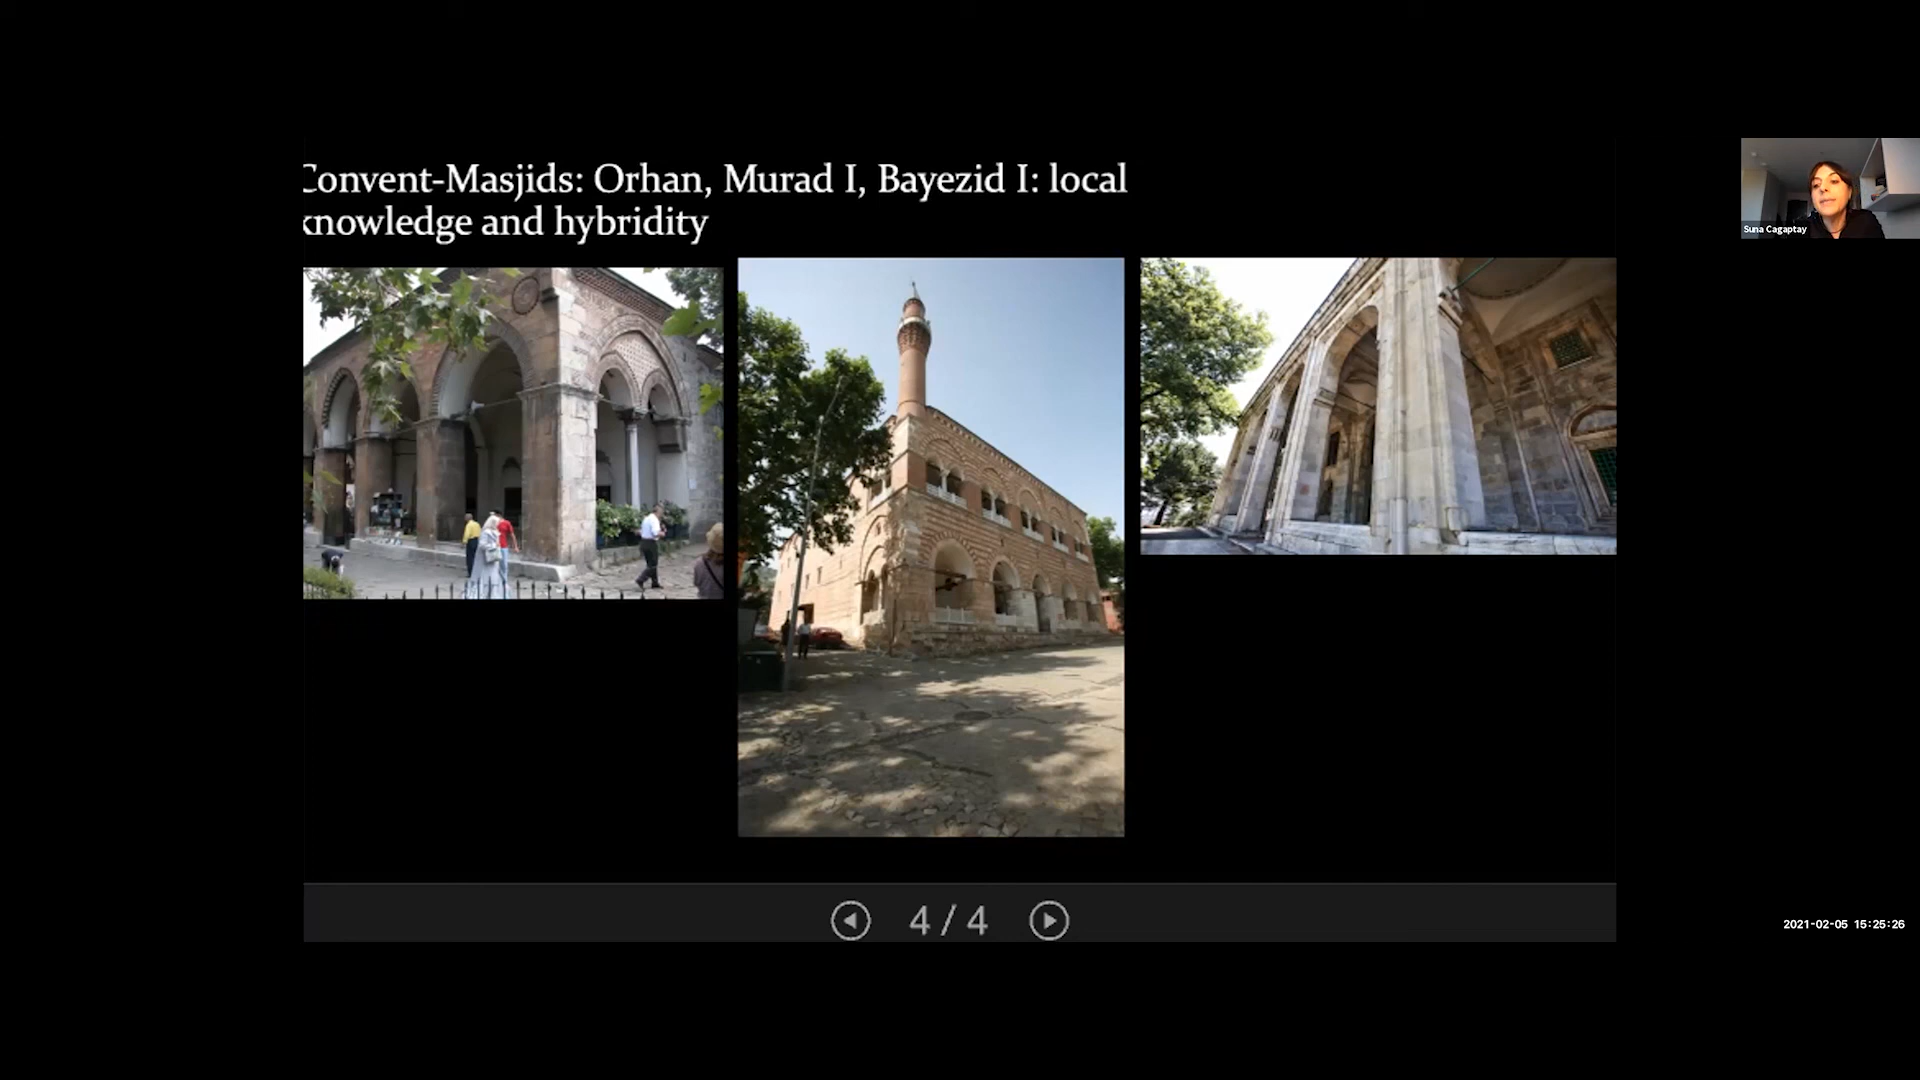 Convent-Masjids: Orhan, Murad I, Bayezid I: local
knowledge and hybridity
Suna Cagaptay
4 / 4
2021-02-05 15:25:26